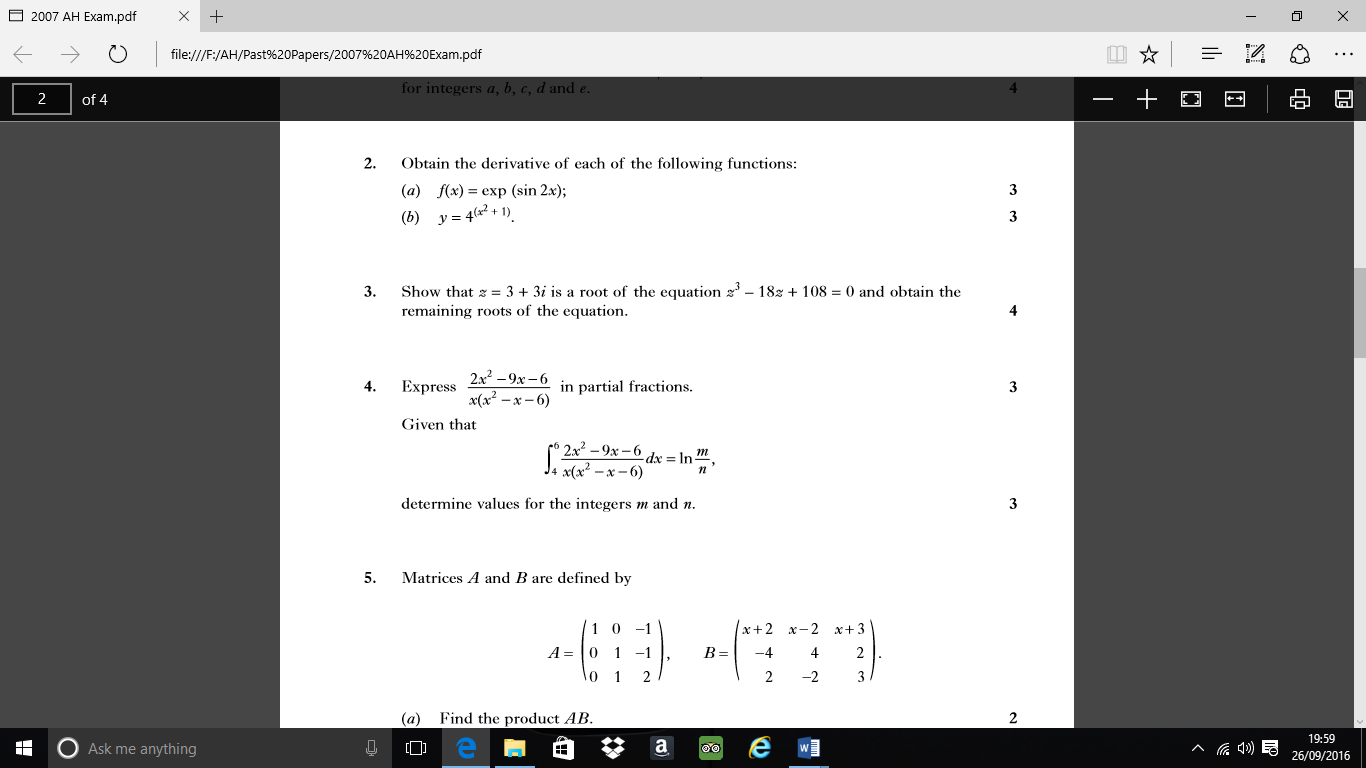 2007 AH Exam.pdf
file:///F:/AH/Past%20Papers/2007%20AH%20Exam.pdf
2 of 4
for integers a, b, c, d and e. 4
2. Obtain the derivative of each of the following functions:
(a) f(x) = exp (sin 2x); 3
(b) y = 4^(x² + 1). 3
3. Show that z = 3 + 3i is a root of the equation z³ – 18z + 108 = 0 and obtain the
remaining roots of the equation. 4
4. Express (2x² – 9x – 6)/(x(x² – x – 6)) in partial fractions. 3
Given that
∫₄⁶ (2x² – 9x – 6)/(x(x² – x – 6)) dx = ln m/n,
determine values for the integers m and n. 3
5. Matrices A and B are defined by
1 0 –1 x+2 x–2 x+3
A = 0 1 –1 , B = –4 4 2 .
0 1 2 2 –2 3
(a) Find the product AB. 2
Ask me anything
19:59
26/09/2016